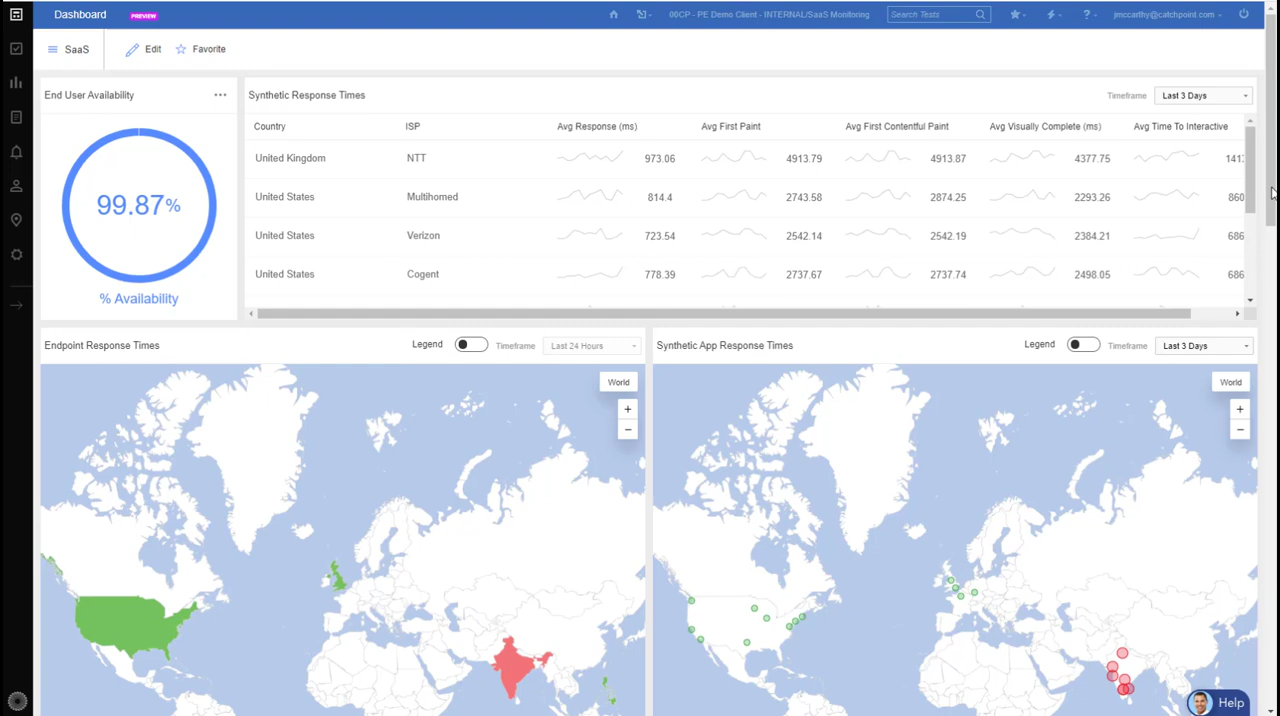 Dashboard PREVIEW 00CP - PE Demo Client - INTERNAL/SaaS Monitoring Search Tests ? jmccarthy@catchpoint.com
SaaS Edit Favorite
End User Availability ...
99.87%
% Availability
Synthetic Response Times Timeframe Last 3 Days
Country ISP Avg Response (ms) Avg First Paint Avg First Contentful Paint Avg Visually Complete (ms) Avg Time To Interactive
United Kingdom NTT 973.06 4913.79 4913.87 4377.75
United States Multihomed 814.4 2743.58 2874.25 2293.26 860
United States Verizon 723.54 2542.14 2542.19 2384.21 686
United States Cogent 778.39 2737.67 2737.74 2498.05 686
Endpoint Response Times Legend Timeframe Last 24 Hours
World
+
−
Synthetic App Response Times Legend Timeframe Last 3 Days
World
+
−
Help